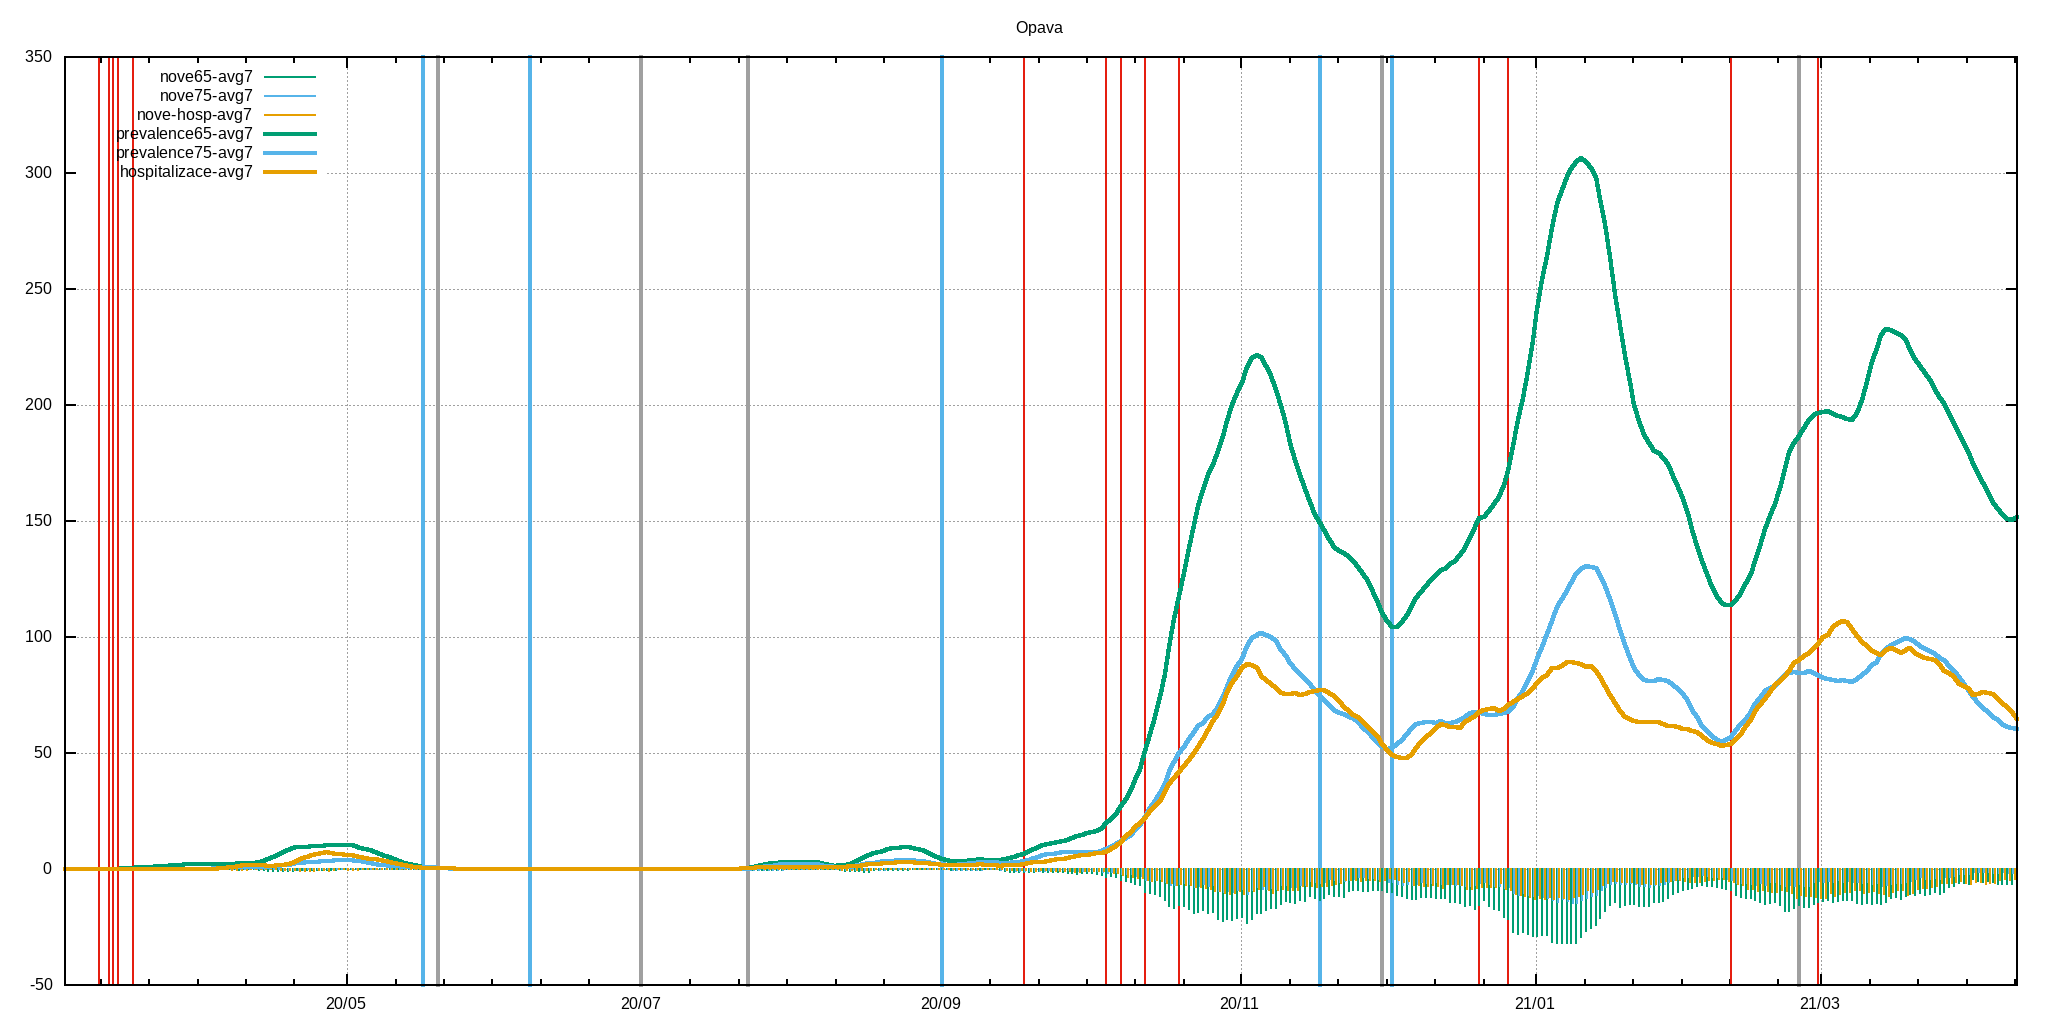 Opava
350
nove65-avg7
nove75-avg7
nove-hosp-avg7
prevalence65-avg7
prevalence75-avg7
hospitalizace-avg7
300
250
200
150
100
50
0
-50
20/05 20/07 20/09 20/11 21/01 21/03